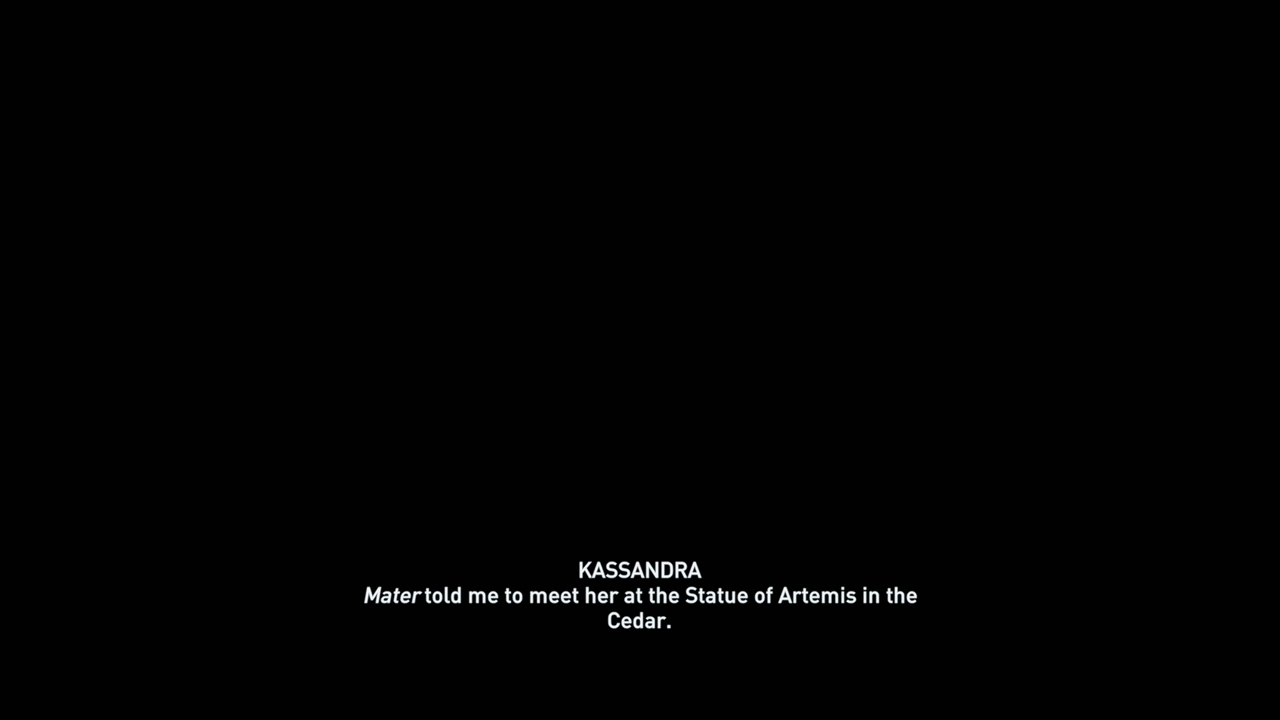 KASSANDRA
Mater told me to meet her at the Statue of Artemis in the
Cedar.